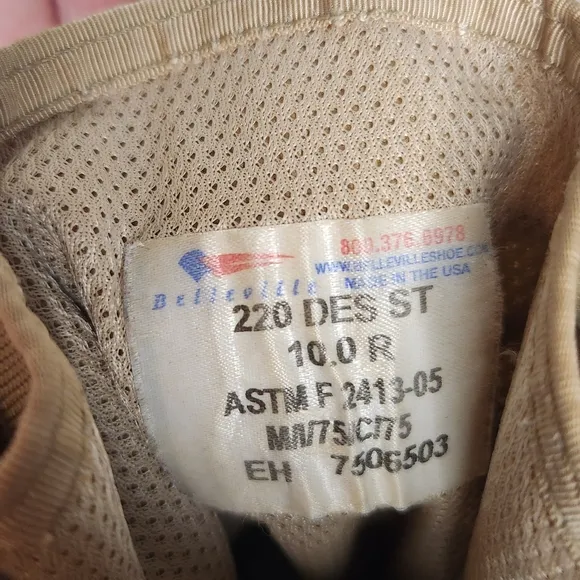 800.376.6978
WWW.BELLEVILLESHOE.COM
MADE IN THE USA
Belleville
220 DES ST
10.0 R
ASTM F 2413-05
M/I/75/C/75
EH 7506503